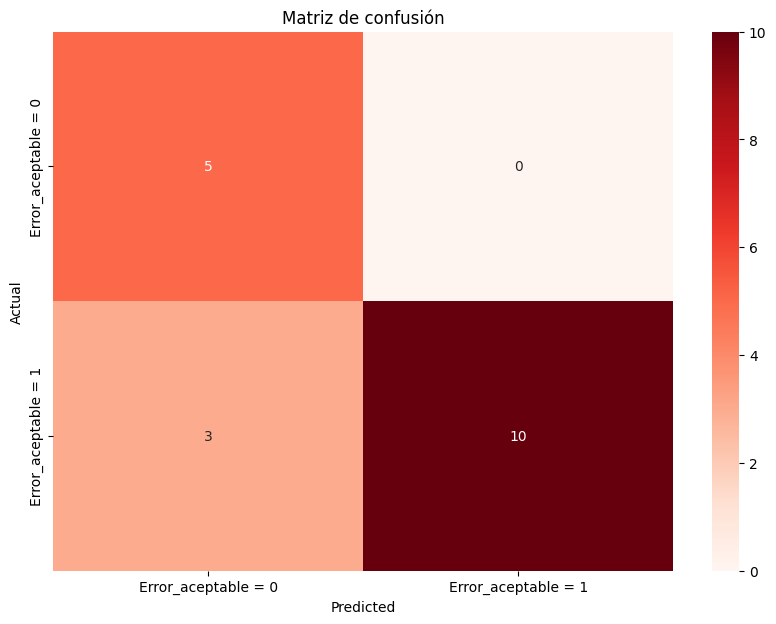 Matriz de confusión
Error_aceptable = 0
5
0
Actual
Error_aceptable = 1
3
10
Error_aceptable = 0
Error_aceptable = 1
Predicted
10
8
6
4
2
0